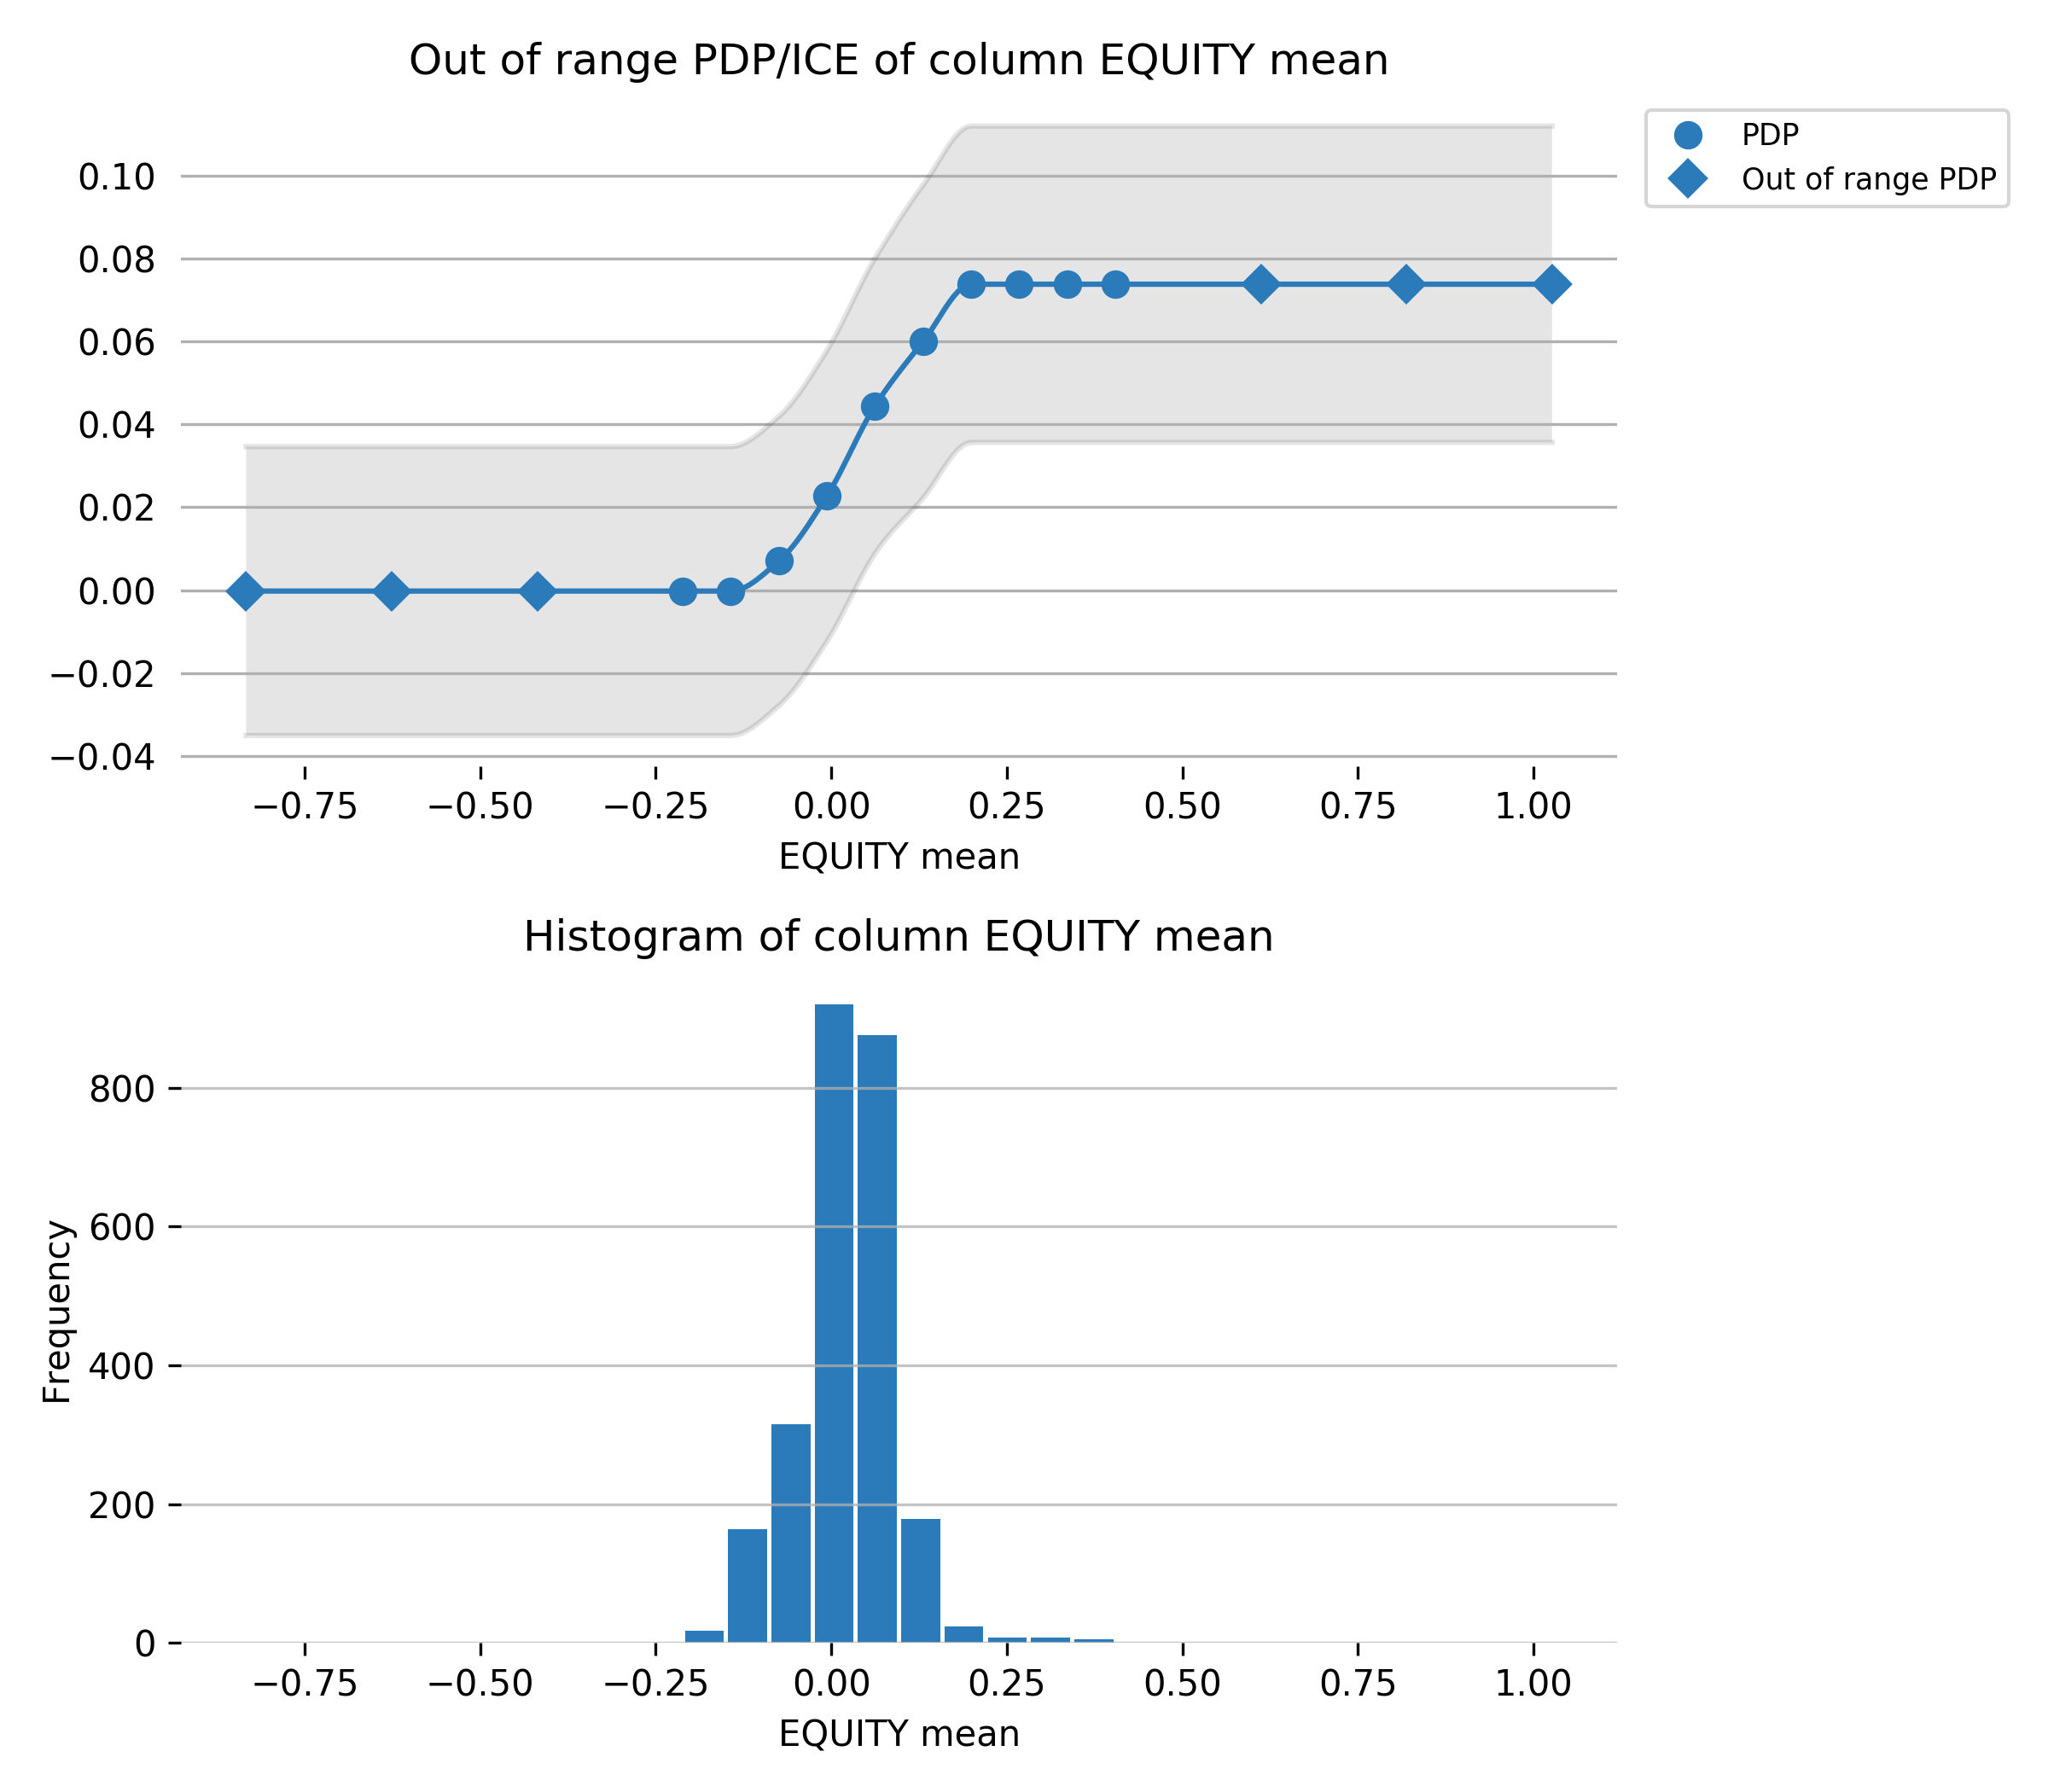 Out of range PDP/ICE of column EQUITY mean
PDP
Out of range PDP
0.10
0.08
0.06
0.04
0.02
0.00
−0.02
−0.04
−0.75 −0.50 −0.25 0.00 0.25 0.50 0.75 1.00
EQUITY mean
Histogram of column EQUITY mean
Frequency
800
600
400
200
0
−0.75 −0.50 −0.25 0.00 0.25 0.50 0.75 1.00
EQUITY mean